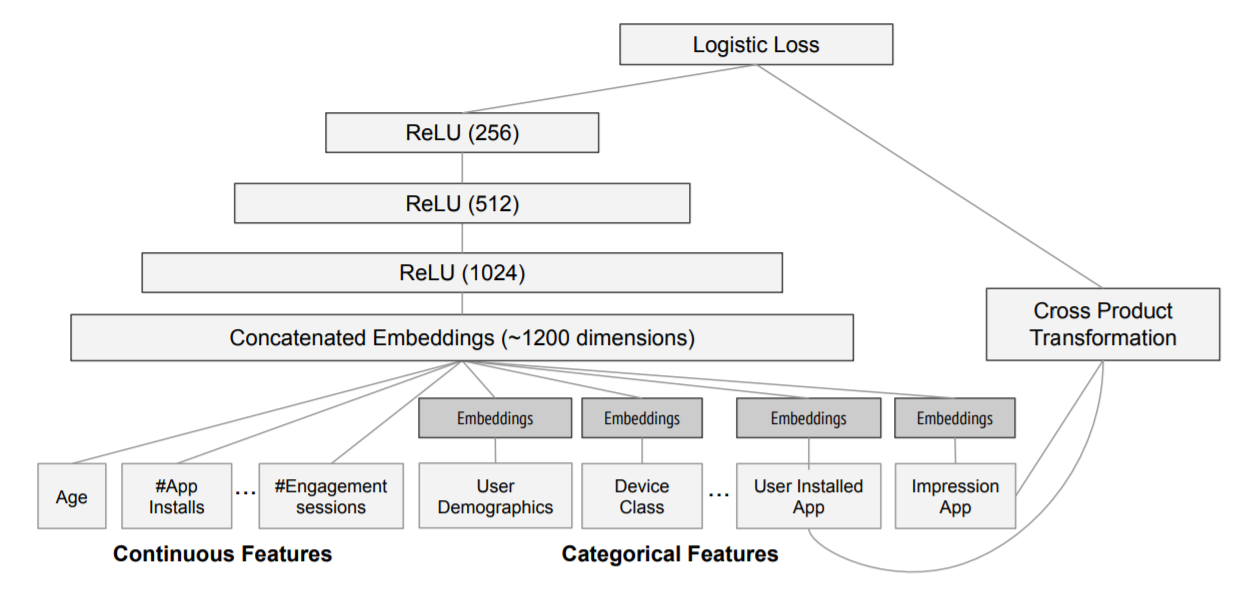 Logistic Loss
ReLU (256)
ReLU (512)
ReLU (1024)
Cross Product
Transformation
Concatenated Embeddings (~1200 dimensions)
Embeddings
Embeddings
Embeddings
Embeddings
Age
#App
Installs
...
#Engagement
sessions
User
Demographics
Device
Class
...
User Installed
App
Impression
App
Continuous Features
Categorical Features